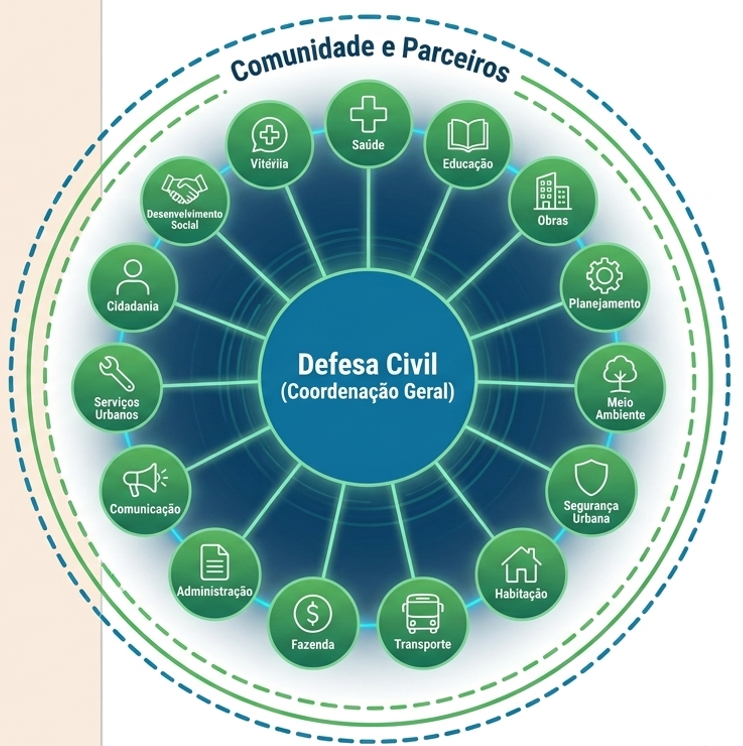 Comunidade e Parceiros
Saúde
Educação
Obras
Planejamento
Meio
Ambiente
Segurança
Urbana
Habitação
Transporte
Fazenda
Administração
Comunicação
Serviços
Urbanos
Cidadania
Desenvolvimento
Social
Vitériia
Defesa Civil
(Coordenação Geral)